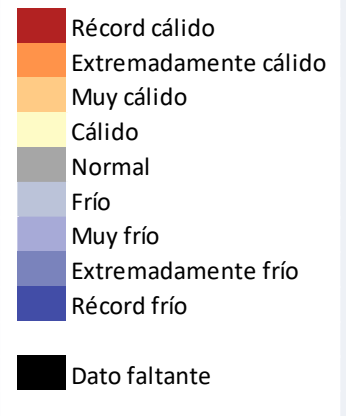 Récord cálido
Extremadamente cálido
Muy cálido
Cálido
Normal
Frío
Muy frío
Extremadamente frío
Récord frío
Dato faltante